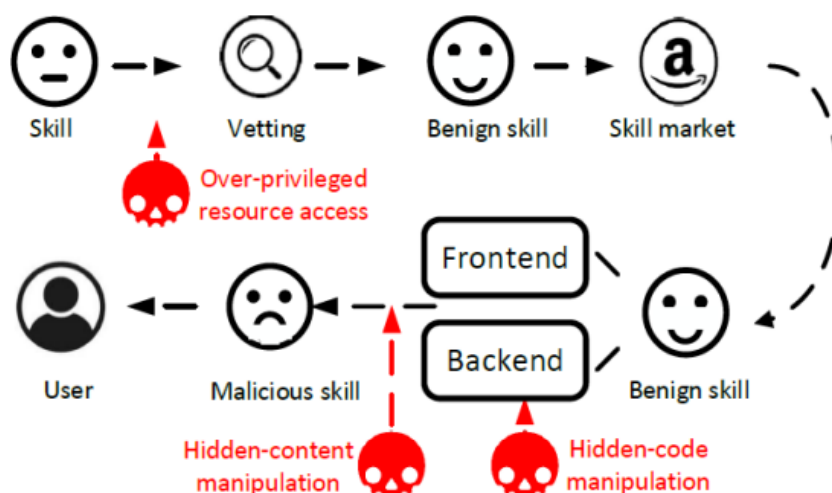 a
Skill
Vetting
Benign skill
Skill market
Over-privileged
resource access
Frontend
Backend
User
Malicious skill
Benign skill
Hidden-content
manipulation
Hidden-code
manipulation